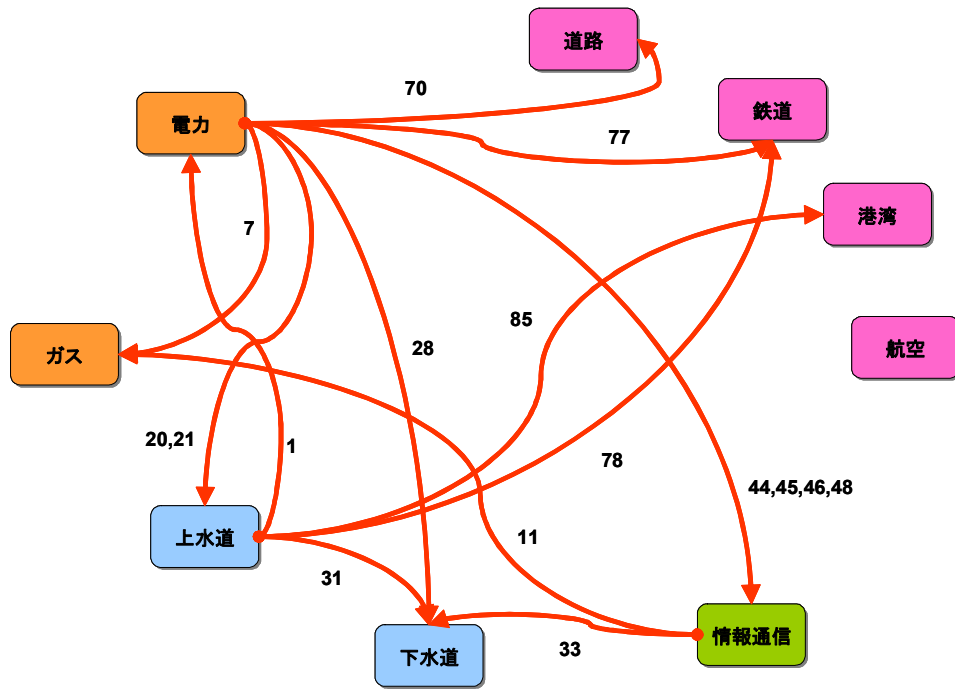 道路
70
鉄道
電力
77
港湾
7
85
航空
ガス
28
20,21
1
78
44,45,46,48
上水道
11
31
情報通信
33
下水道